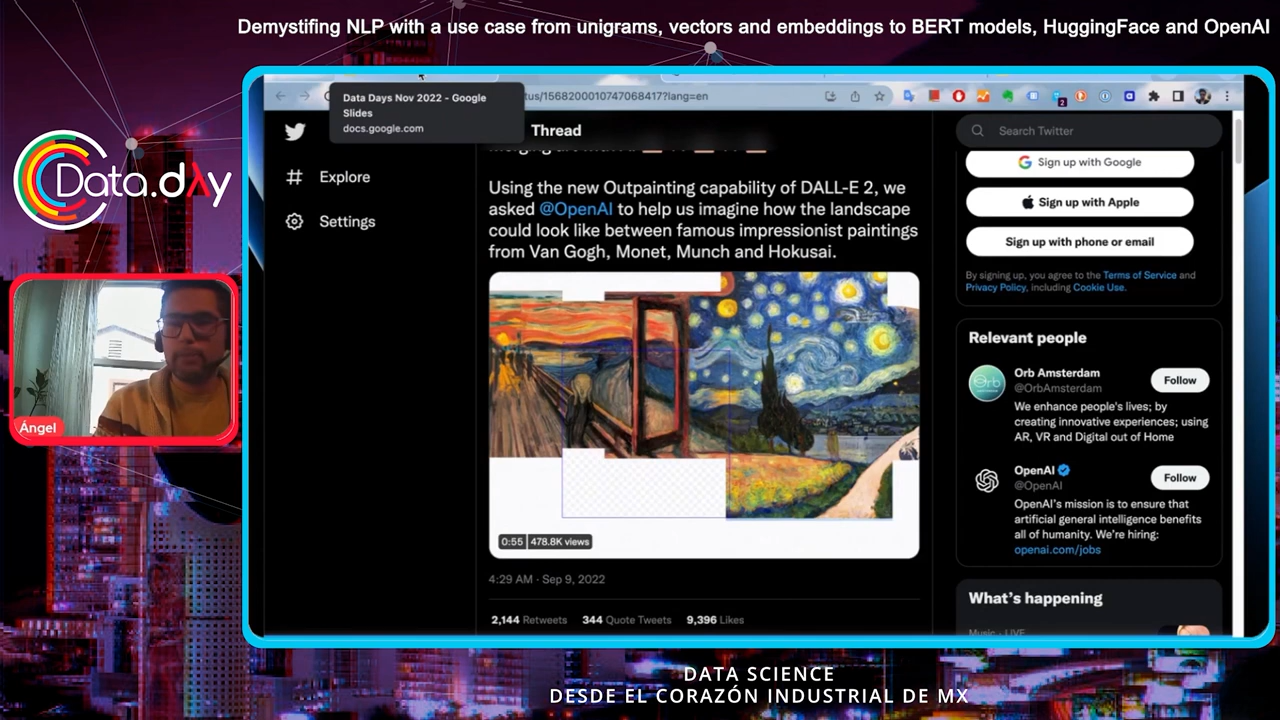 Demystifing NLP with a use case from unigrams, vectors and embeddings to BERT models, HuggingFace and OpenAI
Data.day
Ángel
Data Days Nov 2022 - Google
Slides
docs.google.com
tus/1568200010747068417?lang=en
2
Explore
Settings
Thread
Using the new Outpainting capability of DALL-E 2, we
asked @OpenAI to help us imagine how the landscape
could look like between famous impressionist paintings
from Van Gogh, Monet, Munch and Hokusai.
0:55 478.8K views
4:29 AM · Sep 9, 2022
2,144 Retweets 344 Quote Tweets 9,396 Likes
Search Twitter
Sign up with Google
Sign up with Apple
Sign up with phone or email
By signing up, you agree to the Terms of Service and
Privacy Policy, including Cookie Use.
Relevant people
Orb Amsterdam
@OrbAmsterdam
Follow
We enhance people's lives; by
creating innovative experiences; using
AR, VR and Digital out of Home
OpenAI
@OpenAI
Follow
OpenAI's mission is to ensure that
artificial general intelligence benefits
all of humanity. We're hiring:
openai.com/jobs
What's happening
Music · LIVE
DATA SCIENCE
DESDE EL CORAZÓN INDUSTRIAL DE MX